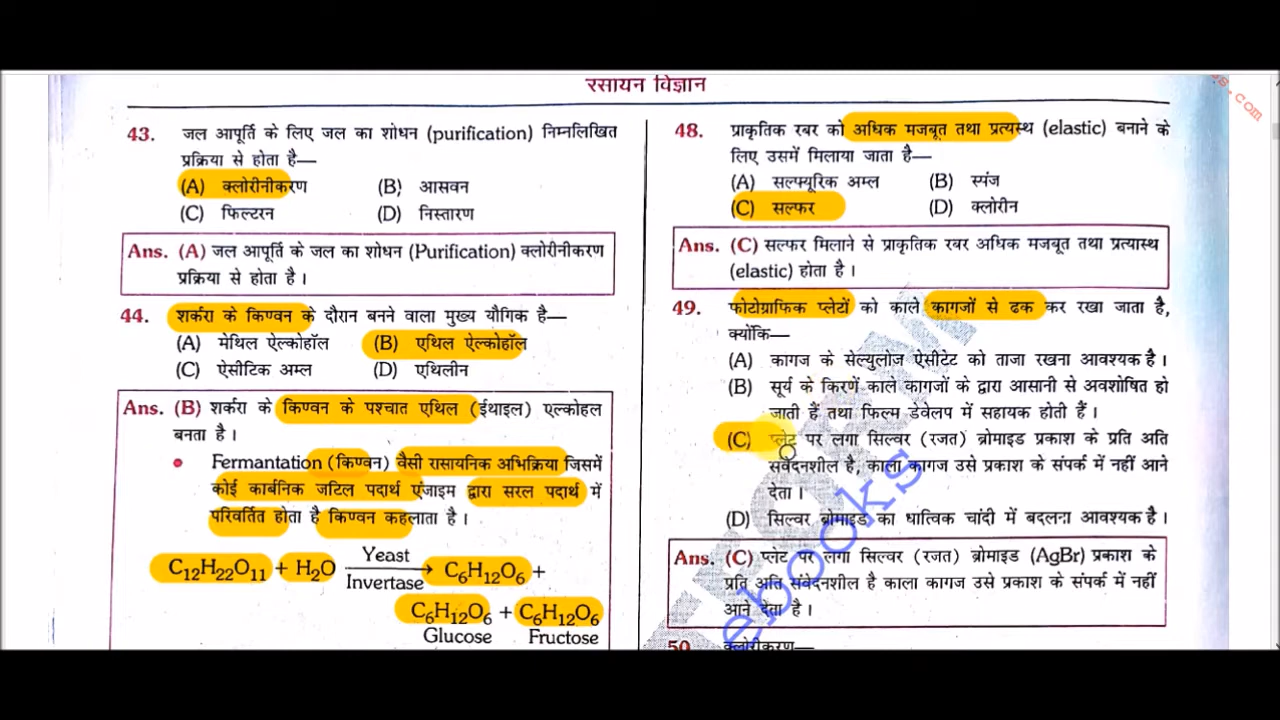 रसायन विज्ञान
43. जल आपूर्ति के लिए जल का शोधन (purification) निम्नलिखित
प्रक्रिया से होता है—
(A) क्लोरीनीकरण (B) आसवन
(C) फिल्टरन (D) निस्तारण
Ans. (A) जल आपूर्ति के जल का शोधन (Purification) क्लोरीनीकरण
प्रक्रिया से होता है।
44. शर्करा के किण्वन के दौरान बनने वाला मुख्य यौगिक है—
(A) मेथिल ऐल्कोहॉल (B) एथिल ऐल्कोहॉल
(C) ऐसीटिक अम्ल (D) एथिलीन
Ans. (B) शर्करा के किण्वन के पश्चात एथिल (ईथाइल) एल्कोहल
बनता है।
• Fermantation (किण्वन) वैसी रासायनिक अभिक्रिया जिसमें
कोई कार्बनिक जटिल पदार्थ एंजाइम द्वारा सरल पदार्थ में
परिवर्तित होता है किण्वन कहलाता है।
C₁₂H₂₂O₁₁ + H₂O Yeast Invertase → C₆H₁₂O₆ +
C₆H₁₂O₆ + C₆H₁₂O₆
Glucose Fructose
48. प्राकृतिक रबर को अधिक मजबूत तथा प्रत्यस्थ (elastic) बनाने के
लिए उसमें मिलाया जाता है—
(A) सल्फ्यूरिक अम्ल (B) स्पंज
(C) सल्फर (D) क्लोरीन
Ans. (C) सल्फर मिलाने से प्राकृतिक रबर अधिक मजबूत तथा प्रत्यास्थ
(elastic) होता है।
49. फोटोग्राफिक प्लेटों को काले कागजों से ढक कर रखा जाता है,
क्योंकि—
(A) कागज के सेल्युलोज ऐसीटेट को ताजा रखना आवश्यक है।
(B) सूर्य के किरणें काले कागजों के द्वारा आसानी से अवशोषित हो
जाती हैं तथा फिल्म डेवेलप में सहायक होती हैं।
(C) प्लेट पर लगा सिल्वर (रजत) ब्रोमाइड प्रकाश के प्रति अति
संवेदनशील है, काला कागज उसे प्रकाश के संपर्क में नहीं आने
देता।
(D) सिल्वर ब्रोमाइड का धात्विक चांदी में बदलना आवश्यक है।
Ans. (C) प्लेट पर लगा सिल्वर (रजत) ब्रोमाइड (AgBr) प्रकाश के
प्रति अति संवेदनशील है काला कागज उसे प्रकाश के संपर्क में नहीं
आने देता है।
50. क्लोरीकरण—
ebooks
s.com